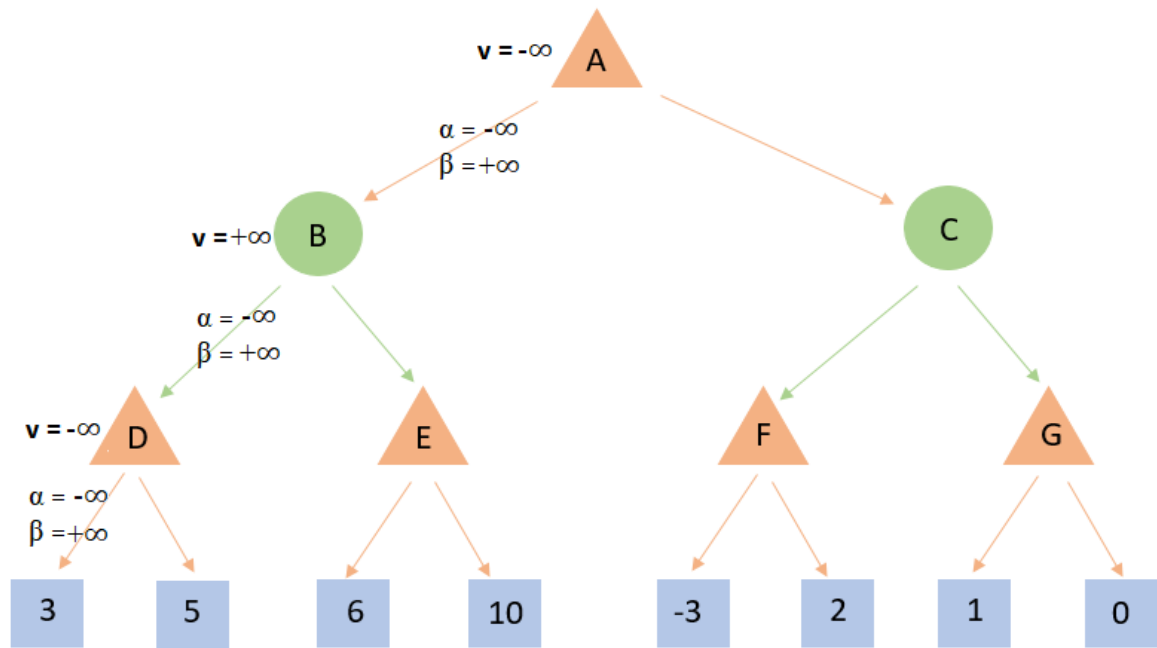 v = -∞
A
α = -∞
β = +∞
v = +∞
B
C
α = -∞
β = +∞
v = -∞
D
E
F
G
α = -∞
β = +∞
3
5
6
10
-3
2
1
0